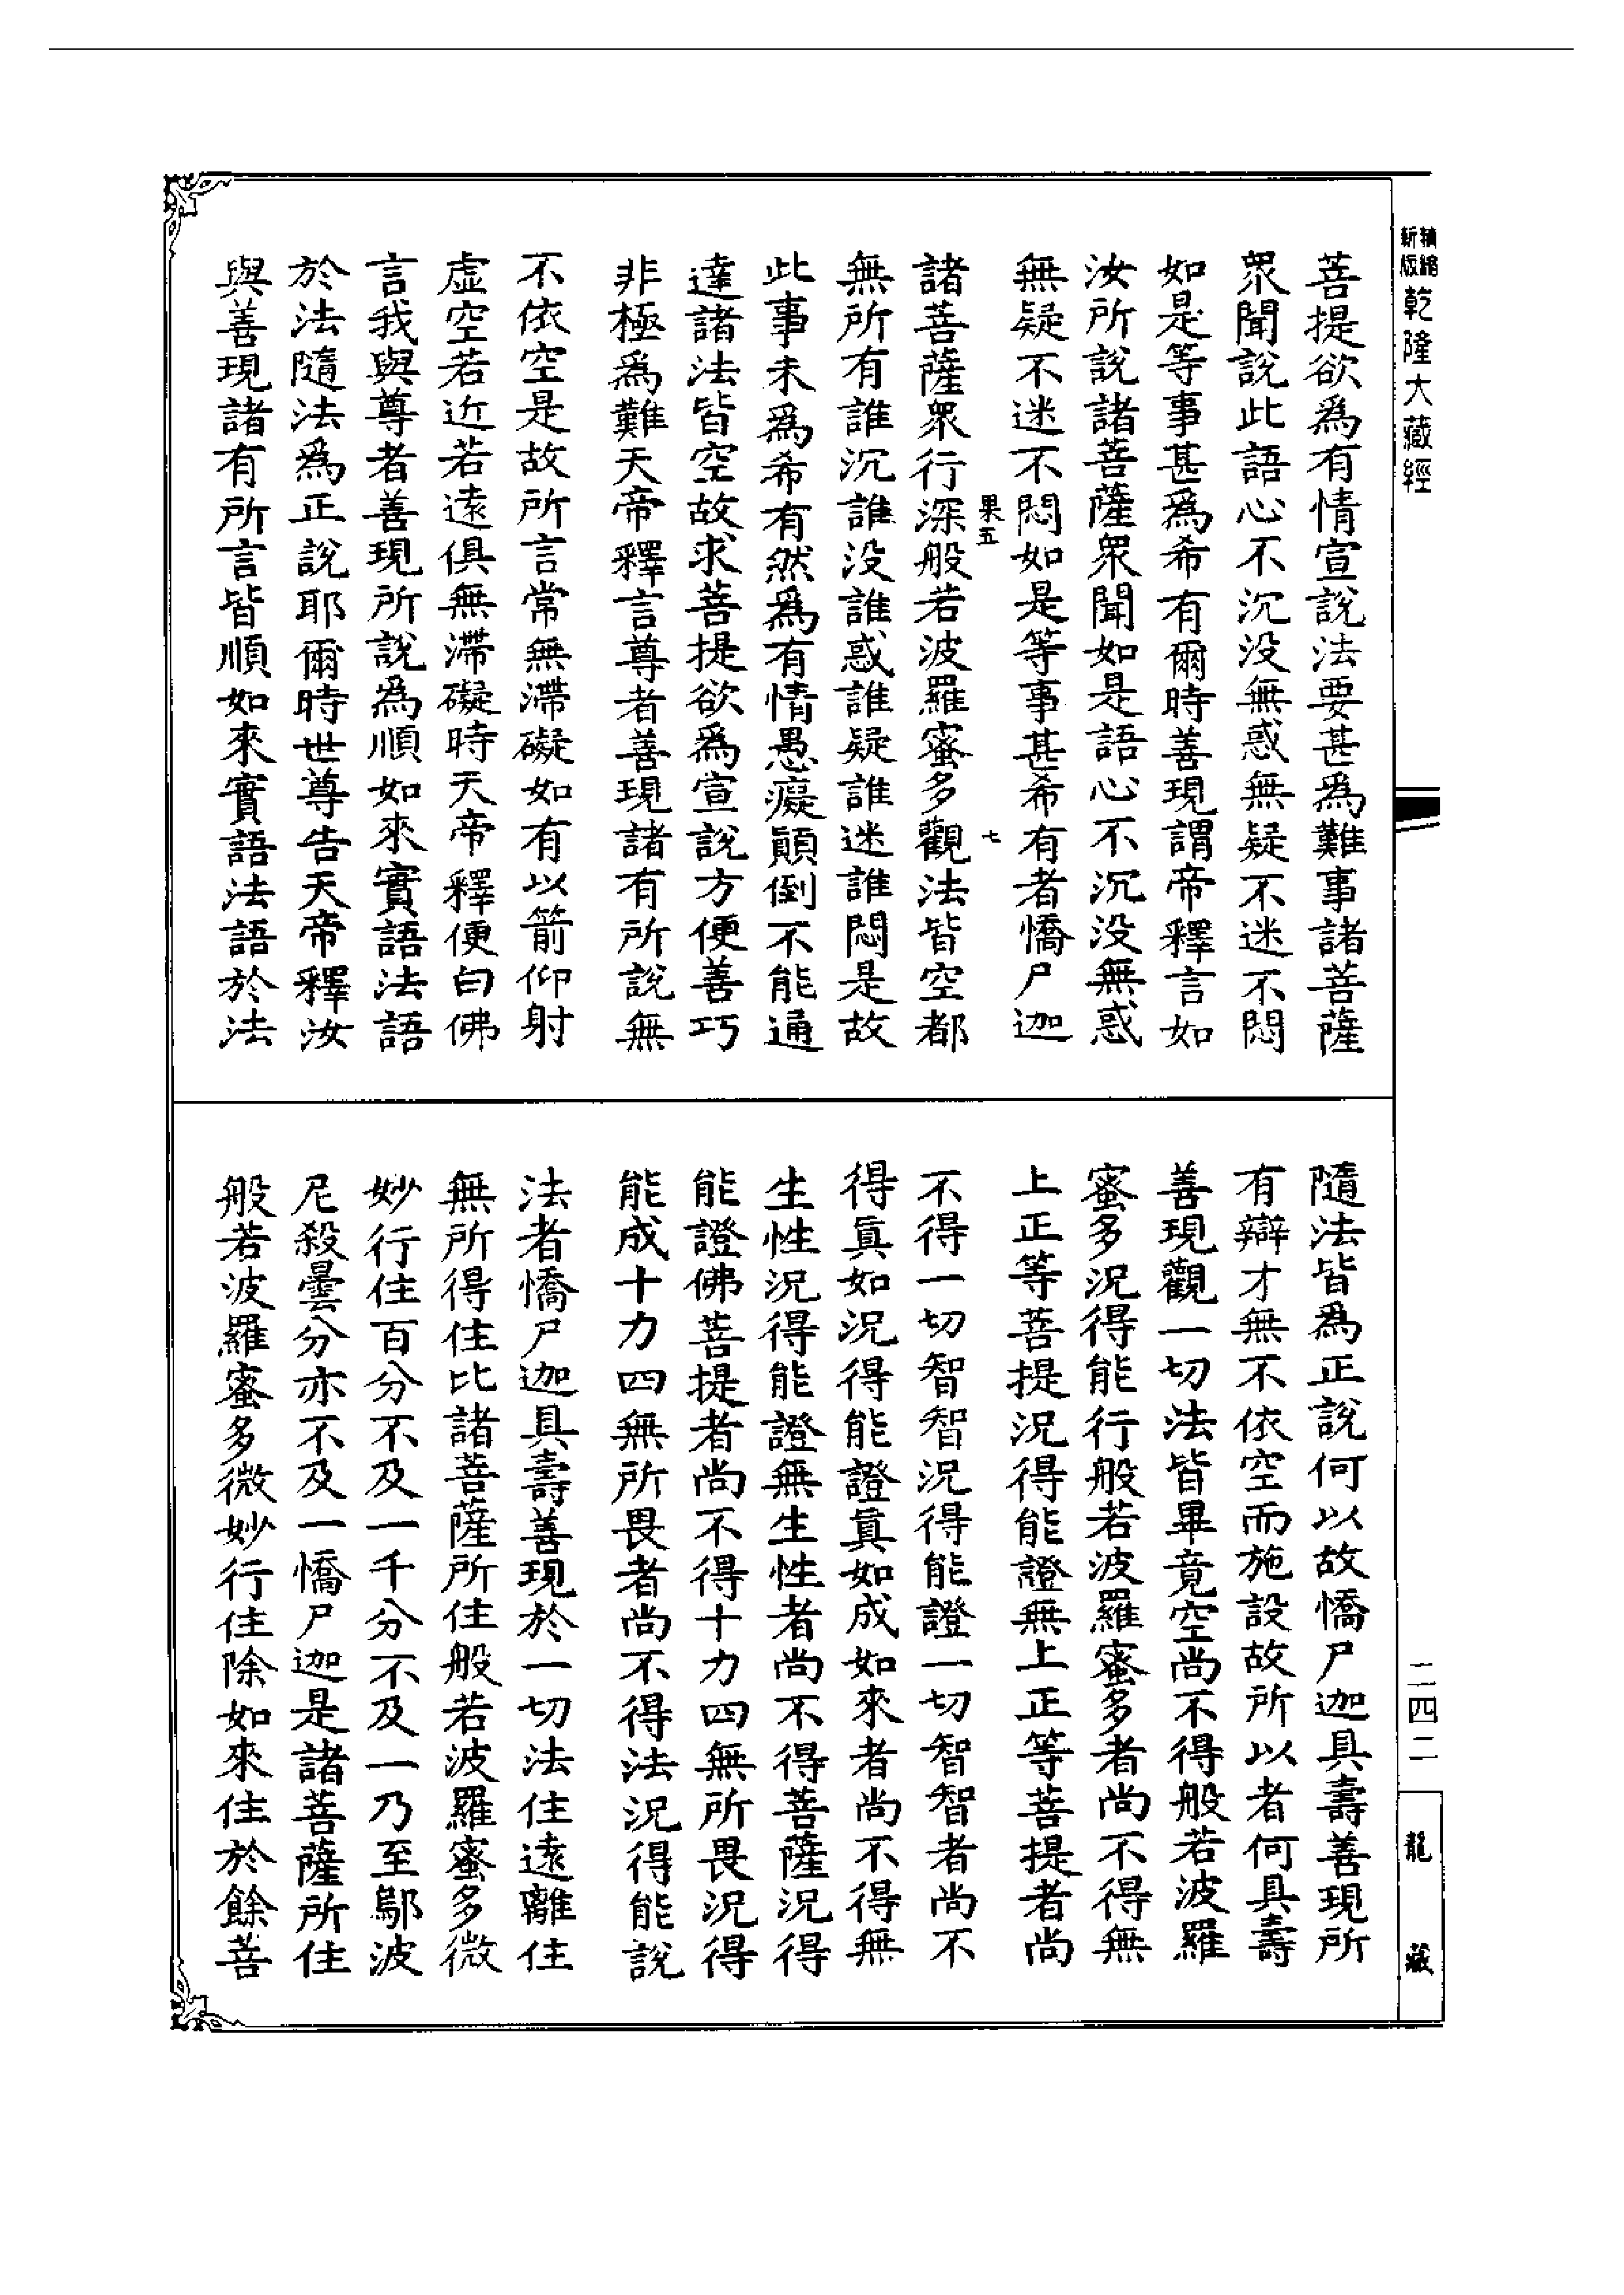 精縮
新版
乾隆大藏經
菩提欲爲有情宣說法要甚爲難事諸菩薩
衆聞說此語心不沉没無惑無疑不迷不悶
如是等事甚爲希有爾時善現謂帝釋言如
汝所說諸菩薩衆聞如是語心不沉没無惑
無疑不迷不悶如是等事甚希有者憍尸迦
果五
七
諸菩薩衆行深般若波羅蜜多觀法皆空都
無所有誰沉誰没誰惑誰疑誰迷誰悶是故
此事未爲希有然爲有情愚癡顚倒不能通
達諸法皆空故求菩提欲爲宣說方便善巧
非極爲難天帝釋言尊者善現諸有所說無
不依空是故所言常無滯礙如有以箭仰射
虛空若近若遠俱無滯礙時天帝釋便白佛
言我與尊者善現所說爲順如來實語法語
於法隨法爲正說耶爾時世尊告天帝釋汝
與善現諸有所言皆順如來實語法語於法
隨法皆爲正說何以故憍尸迦具壽善現所
有辯才無不依空而施設故所以者何具壽
善現觀一切法皆畢竟空尚不得般若波羅
蜜多況得能行般若波羅蜜多者尚不得無
上正等菩提況得能證無上正等菩提者尚
不得一切智智況得能證一切智智者尚不
得眞如況得能證眞如成如來者尚不得無
生性況得能證無生性者尚不得菩薩況得
能證佛菩提者尚不得十力四無所畏況得
能成十力四無所畏者尚不得法況得能說
法者憍尸迦具壽善現於一切法住遠離住
無所得住比諸菩薩所住般若波羅蜜多微
妙行住百分不及一千分不及一乃至鄔波
尼殺曇分亦不及一憍尸迦是諸菩薩所住
般若波羅蜜多微妙行住除如來住於餘菩
二四二
龍藏